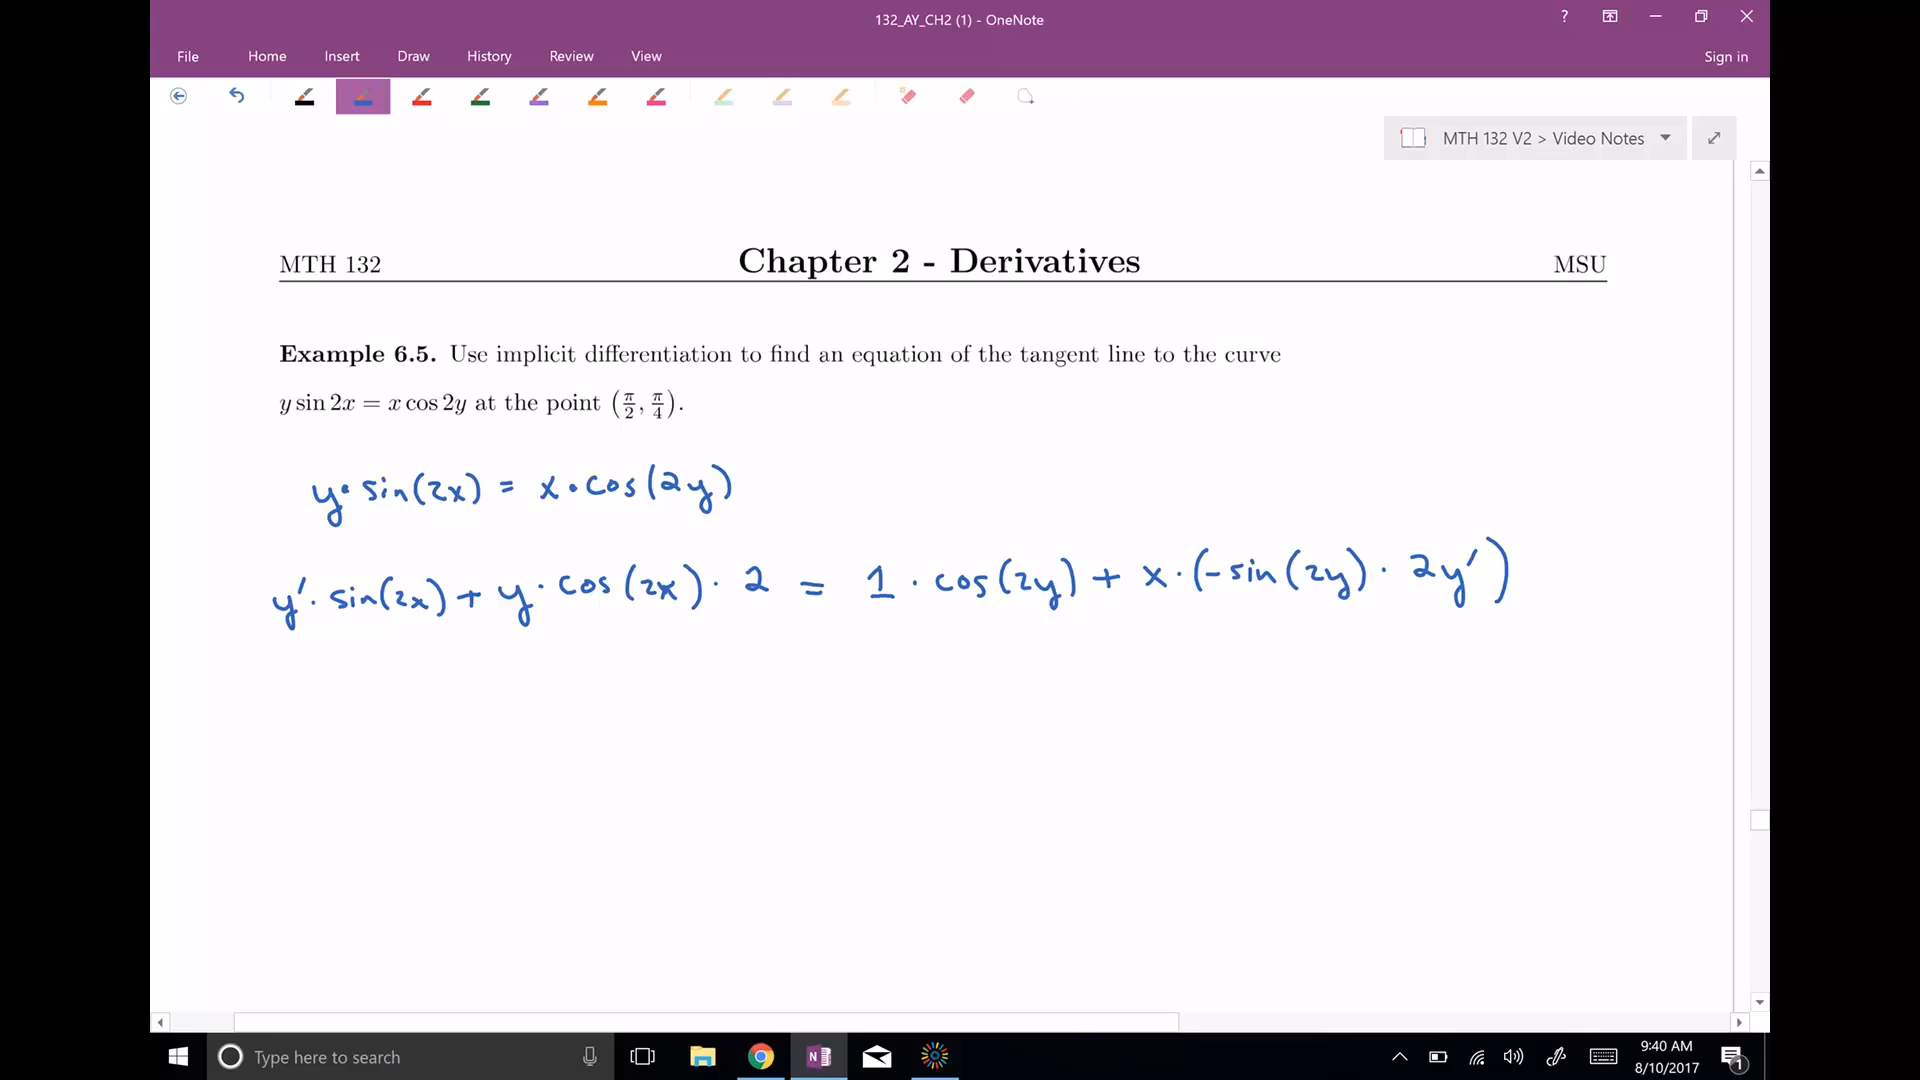 132_AY_CH2 (1) - OneNote
?
File Home Insert Draw History Review View Sign in
MTH 132 V2 > Video Notes
MTH 132 Chapter 2 - Derivatives MSU
Example 6.5. Use implicit differentiation to find an equation of the tangent line to the curve
y sin 2x = x cos 2y at the point (π/2, π/4).
y · sin(2x) = x · cos(2y)
y' · sin(2x) + y · cos(2x) · 2 = 1 · cos(2y) + x · (-sin(2y) · 2y')
Type here to search
N
9:40 AM
8/10/2017
1